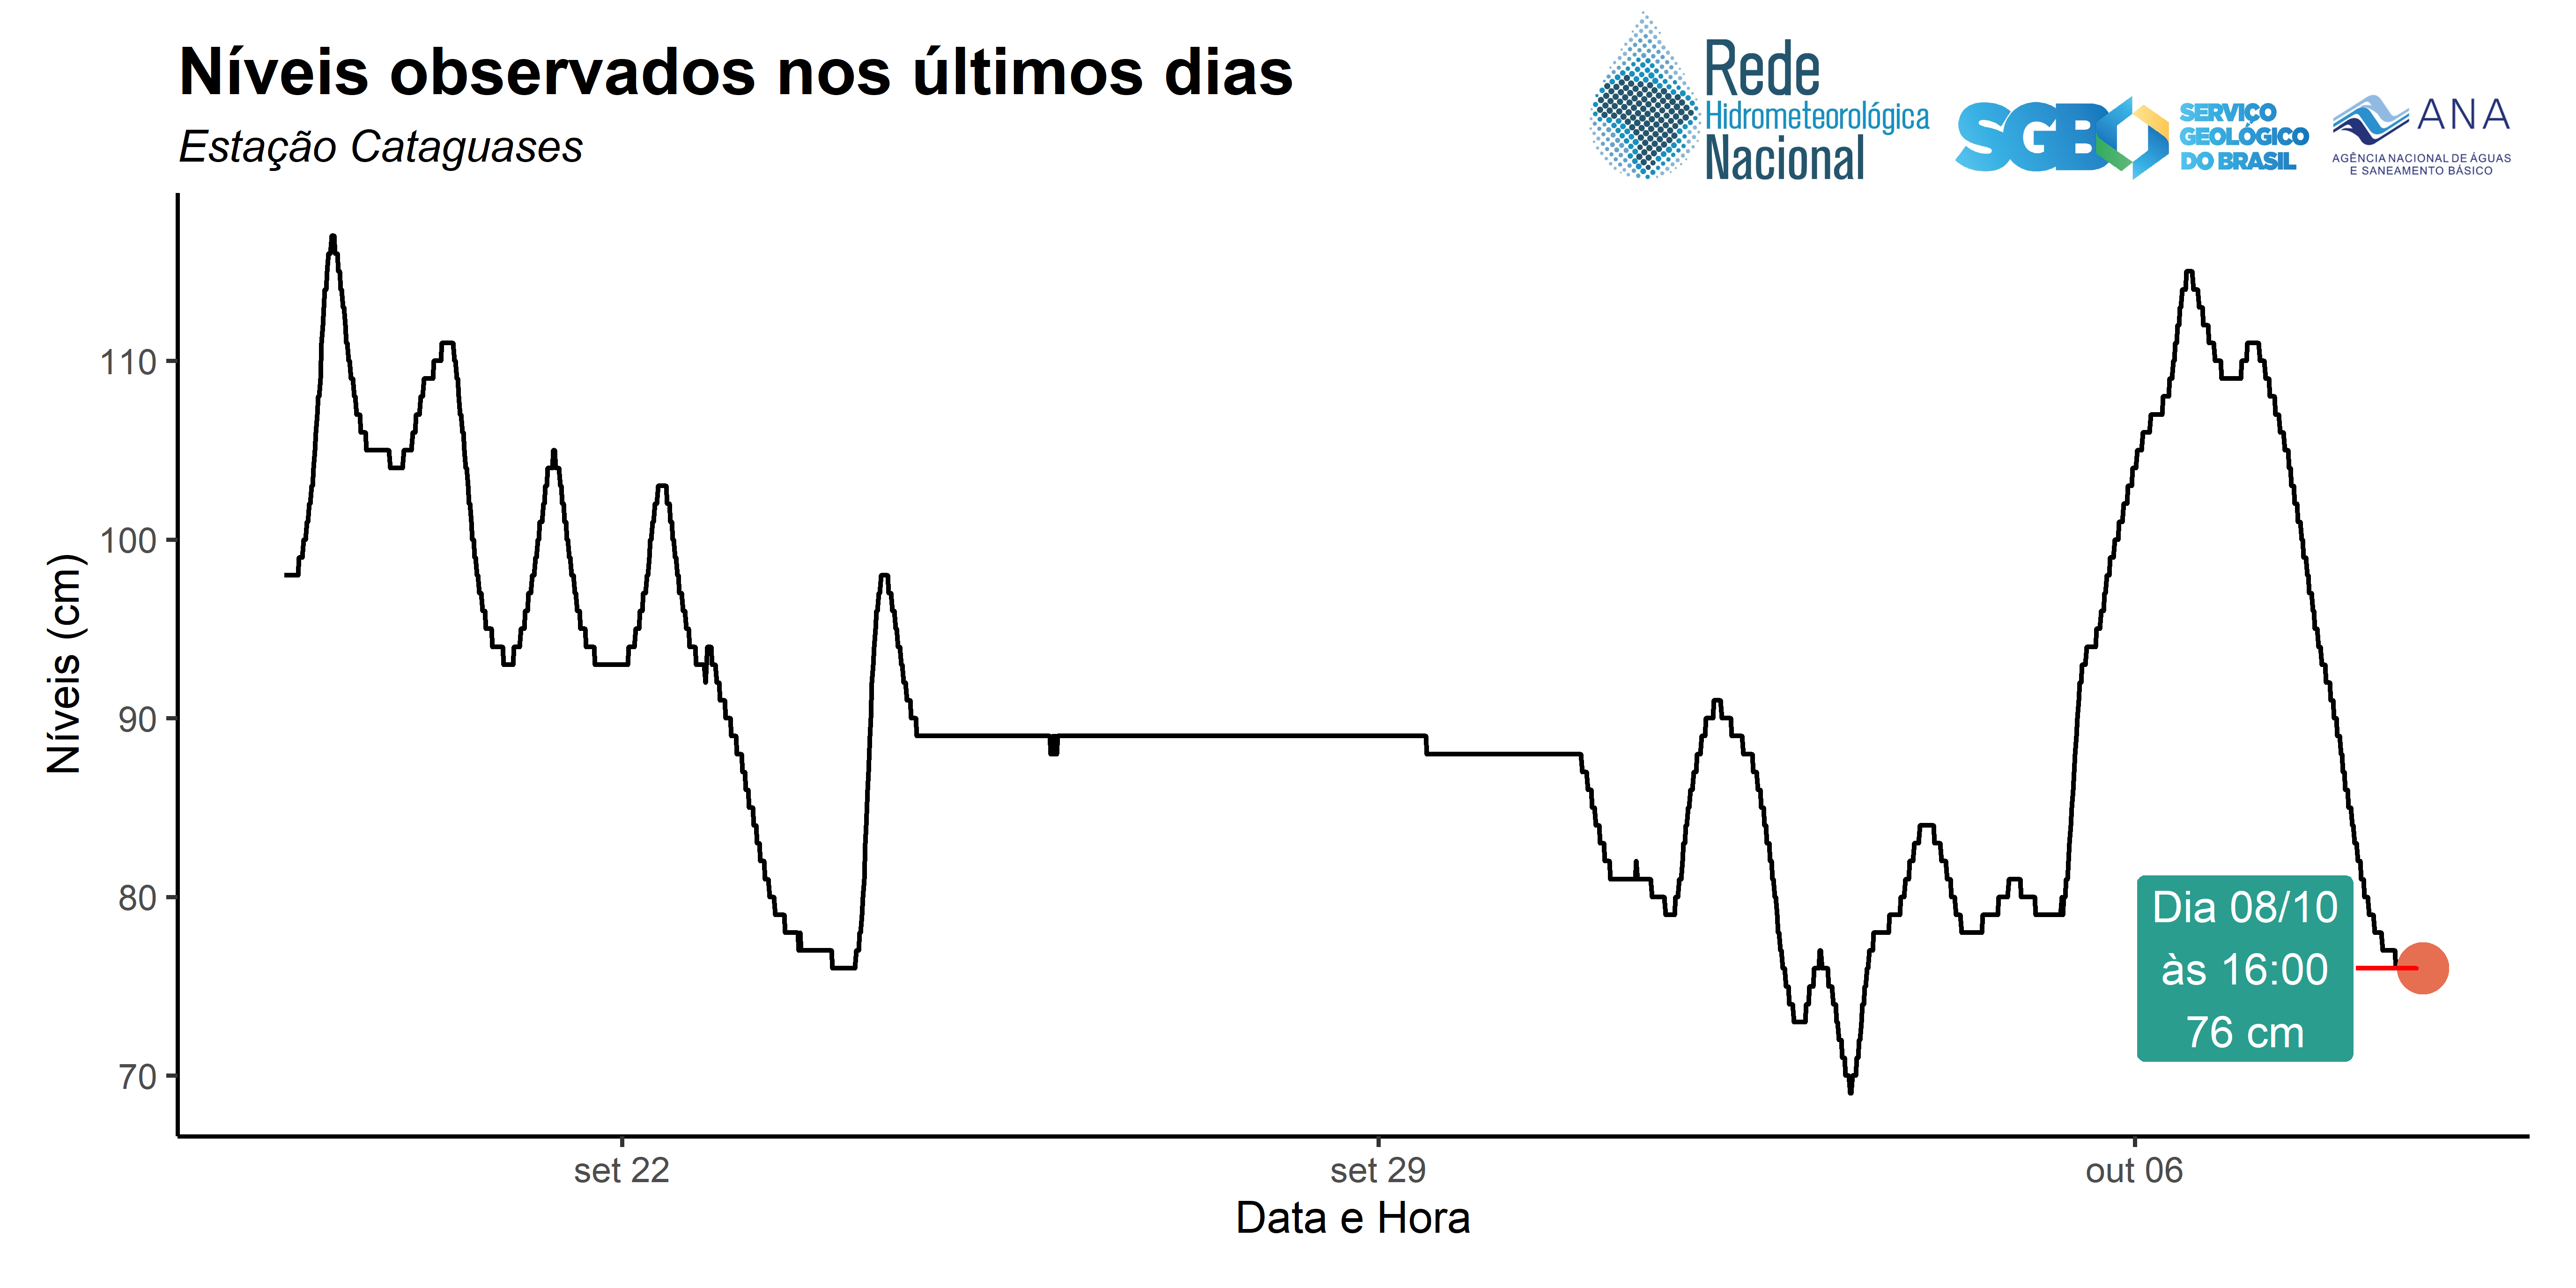 Níveis observados nos últimos dias
Estação Cataguases
Rede
Hidrometeorológica
Nacional
SGB
SERVIÇO
GEOLÓGICO
DO BRASIL
ANA
AGÊNCIA NACIONAL DE ÁGUAS
E SANEAMENTO BÁSICO
Níveis (cm)
110
100
90
80
70
Dia 08/10
às 16:00
76 cm
set 22
set 29
out 06
Data e Hora